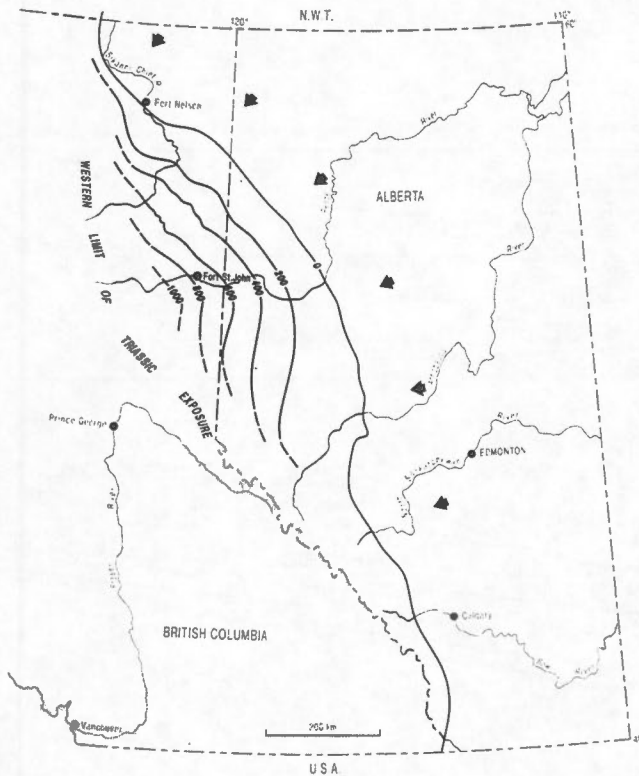 N.W.T.
120°
110°
60°
Fort Nelson
River
ALBERTA
WESTERN
LIMIT
OF
TRIASSIC
EXPOSURE
River
0
200
400
600
800
1000
Fort St. John
Prince George
River
River
EDMONTON
Calgary
River
BRITISH COLUMBIA
Vancouver
200 km
U S A